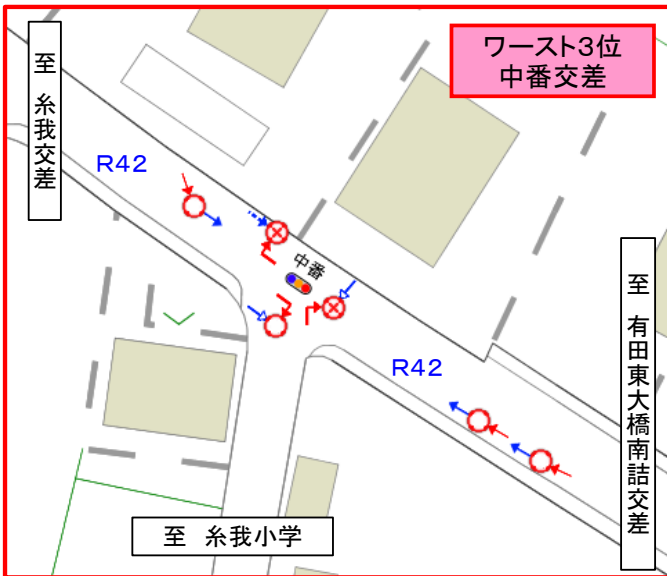 ワースト3位
中番交差
至 糸我交差
R42
中番
R42
至 有田東大橋南詰交差
至 糸我小学